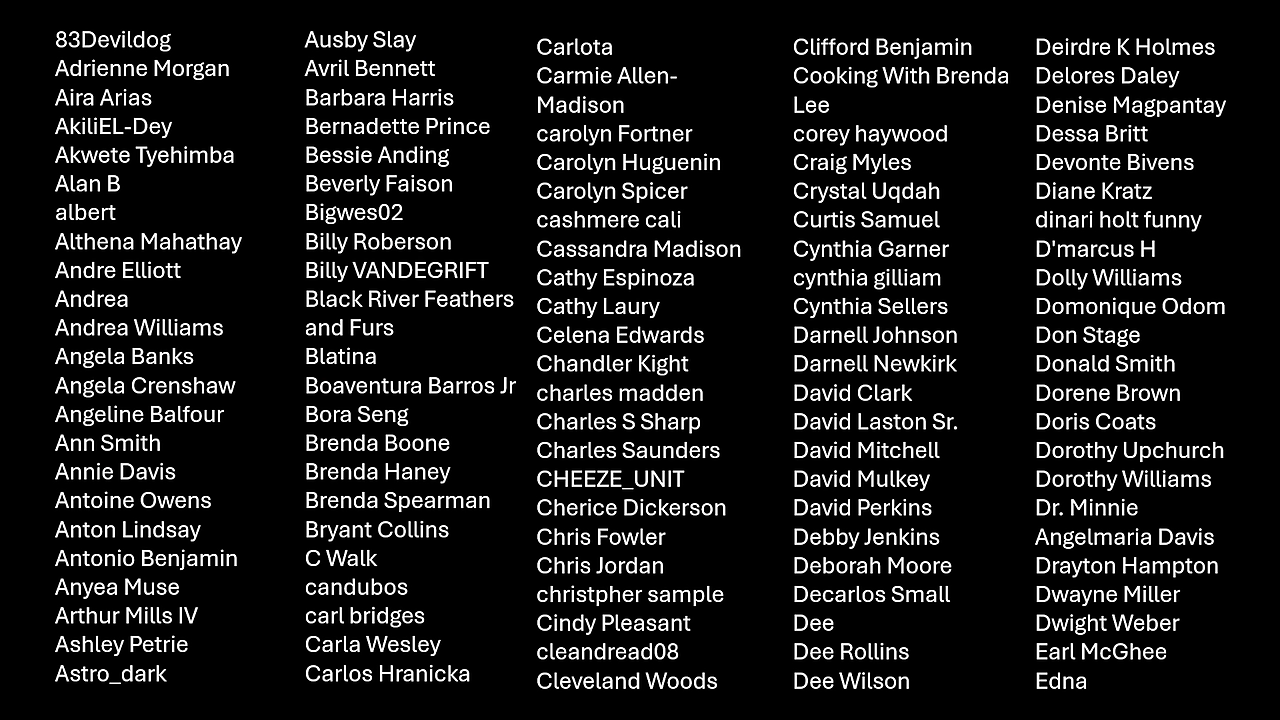 83Devildog
Adrienne Morgan
Aira Arias
AkiliEL-Dey
Akwete Tyehimba
Alan B
albert
Althena Mahathay
Andre Elliott
Andrea
Andrea Williams
Angela Banks
Angela Crenshaw
Angeline Balfour
Ann Smith
Annie Davis
Antoine Owens
Anton Lindsay
Antonio Benjamin
Anyea Muse
Arthur Mills IV
Ashley Petrie
Astro_dark
Ausby Slay
Avril Bennett
Barbara Harris
Bernadette Prince
Bessie Anding
Beverly Faison
Bigwes02
Billy Roberson
Billy VANDEGRIFT
Black River Feathers
and Furs
Blatina
Boaventura Barros Jr
Bora Seng
Brenda Boone
Brenda Haney
Brenda Spearman
Bryant Collins
C Walk
candubos
carl bridges
Carla Wesley
Carlos Hranicka
Carlota
Carmie Allen-
Madison
carolyn Fortner
Carolyn Huguenin
Carolyn Spicer
cashmere cali
Cassandra Madison
Cathy Espinoza
Cathy Laury
Celena Edwards
Chandler Kight
charles madden
Charles S Sharp
Charles Saunders
CHEEZE_UNIT
Cherice Dickerson
Chris Fowler
Chris Jordan
christpher sample
Cindy Pleasant
cleandread08
Cleveland Woods
Clifford Benjamin
Cooking With Brenda
Lee
corey haywood
Craig Myles
Crystal Uqdah
Curtis Samuel
Cynthia Garner
cynthia gilliam
Cynthia Sellers
Darnell Johnson
Darnell Newkirk
David Clark
David Laston Sr.
David Mitchell
David Mulkey
David Perkins
Debby Jenkins
Deborah Moore
Decarlos Small
Dee
Dee Rollins
Dee Wilson
Deirdre K Holmes
Delores Daley
Denise Magpantay
Dessa Britt
Devonte Bivens
Diane Kratz
dinari holt funny
D'marcus H
Dolly Williams
Domonique Odom
Don Stage
Donald Smith
Dorene Brown
Doris Coats
Dorothy Upchurch
Dorothy Williams
Dr. Minnie
Angelmaria Davis
Drayton Hampton
Dwayne Miller
Dwight Weber
Earl McGhee
Edna